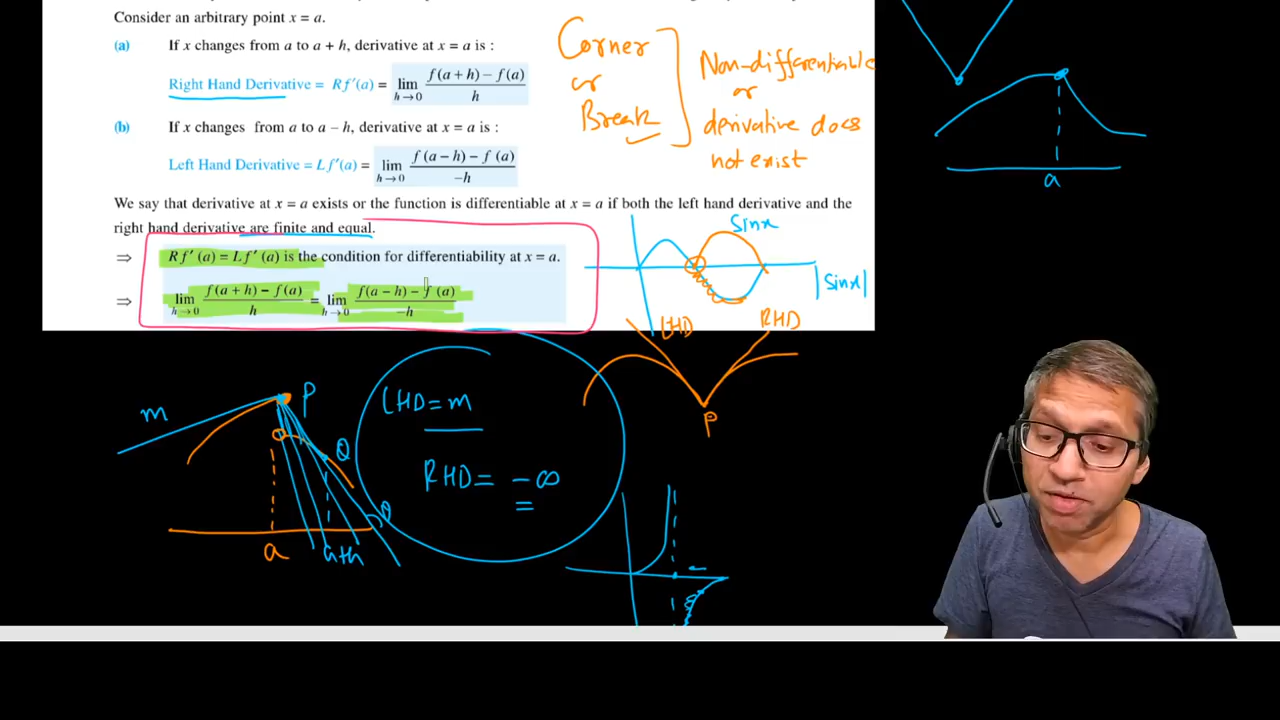 Consider an arbitrary point x = a.
(a) If x changes from a to a + h, derivative at x = a is :
Right Hand Derivative = Rf′(a) = lim h→0 f(a + h) − f(a) / h
(b) If x changes from a to a − h, derivative at x = a is :
Left Hand Derivative = Lf′(a) = lim h→0 f(a − h) − f (a) / −h
We say that derivative at x = a exists or the function is differentiable at x = a if both the left hand derivative and the
right hand derivative are finite and equal.
⇒ Rf′ (a) = Lf′ (a) is the condition for differentiability at x = a.
⇒ lim h→0 f(a + h) − f(a) / h = lim h→0 f(a − h) − f (a) / −h
Corner
or
Break
Non-differentiable
or
derivative does
not exist
a
Sinx
|Sinx|
LHD RHD
P
m
P
Q
Q
a
a+h
LHD = m
RHD = −∞